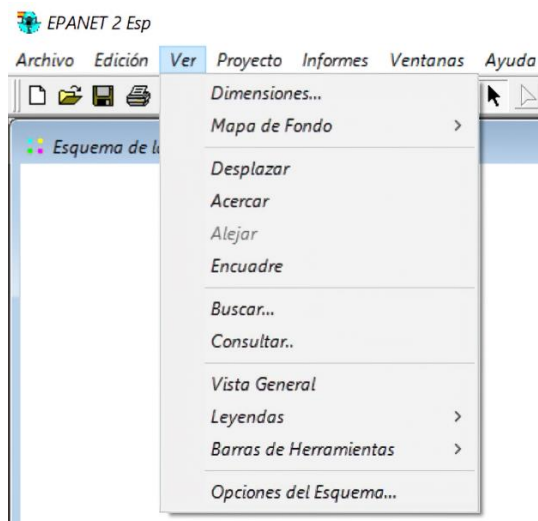 EPANET 2 Esp
Archivo Edición Ver Proyecto Informes Ventanas Ayuda
Dimensiones...
Mapa de Fondo
Esquema de l
Desplazar
Acercar
Alejar
Encuadre
Buscar...
Consultar..
Vista General
Leyendas
Barras de Herramientas
Opciones del Esquema...